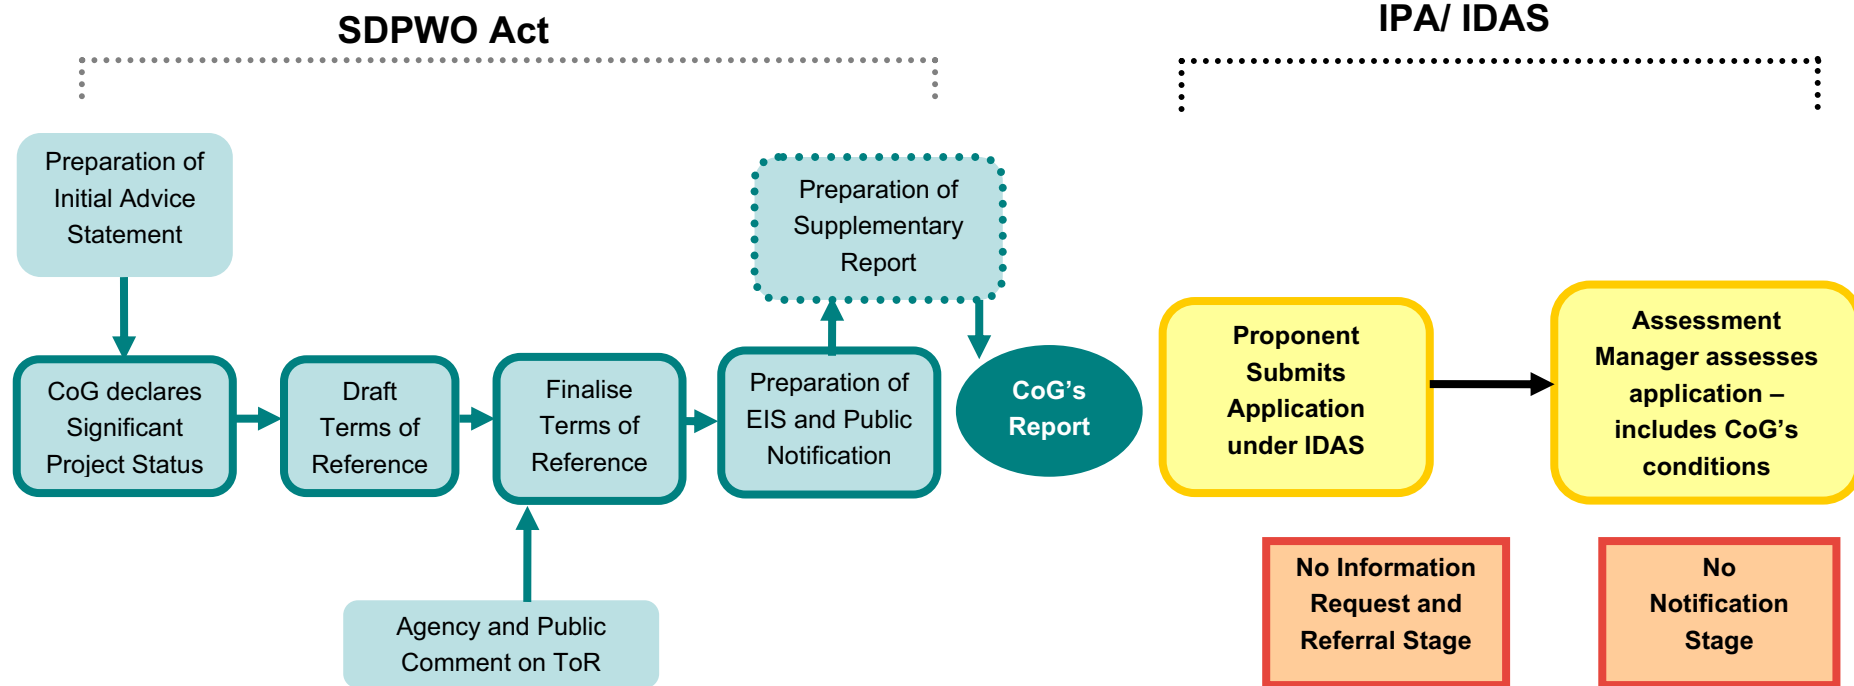 SDPWO Act
IPA/ IDAS
Preparation of
Initial Advice
Statement
CoG declares
Significant
Project Status
Draft
Terms of
Reference
Finalise
Terms of
Reference
Agency and Public
Comment on ToR
Preparation of
EIS and Public
Notification
Preparation of
Supplementary
Report
CoG’s
Report
Proponent
Submits
Application
under IDAS
Assessment
Manager assesses
application –
includes CoG’s
conditions
No Information
Request and
Referral Stage
No
Notification
Stage